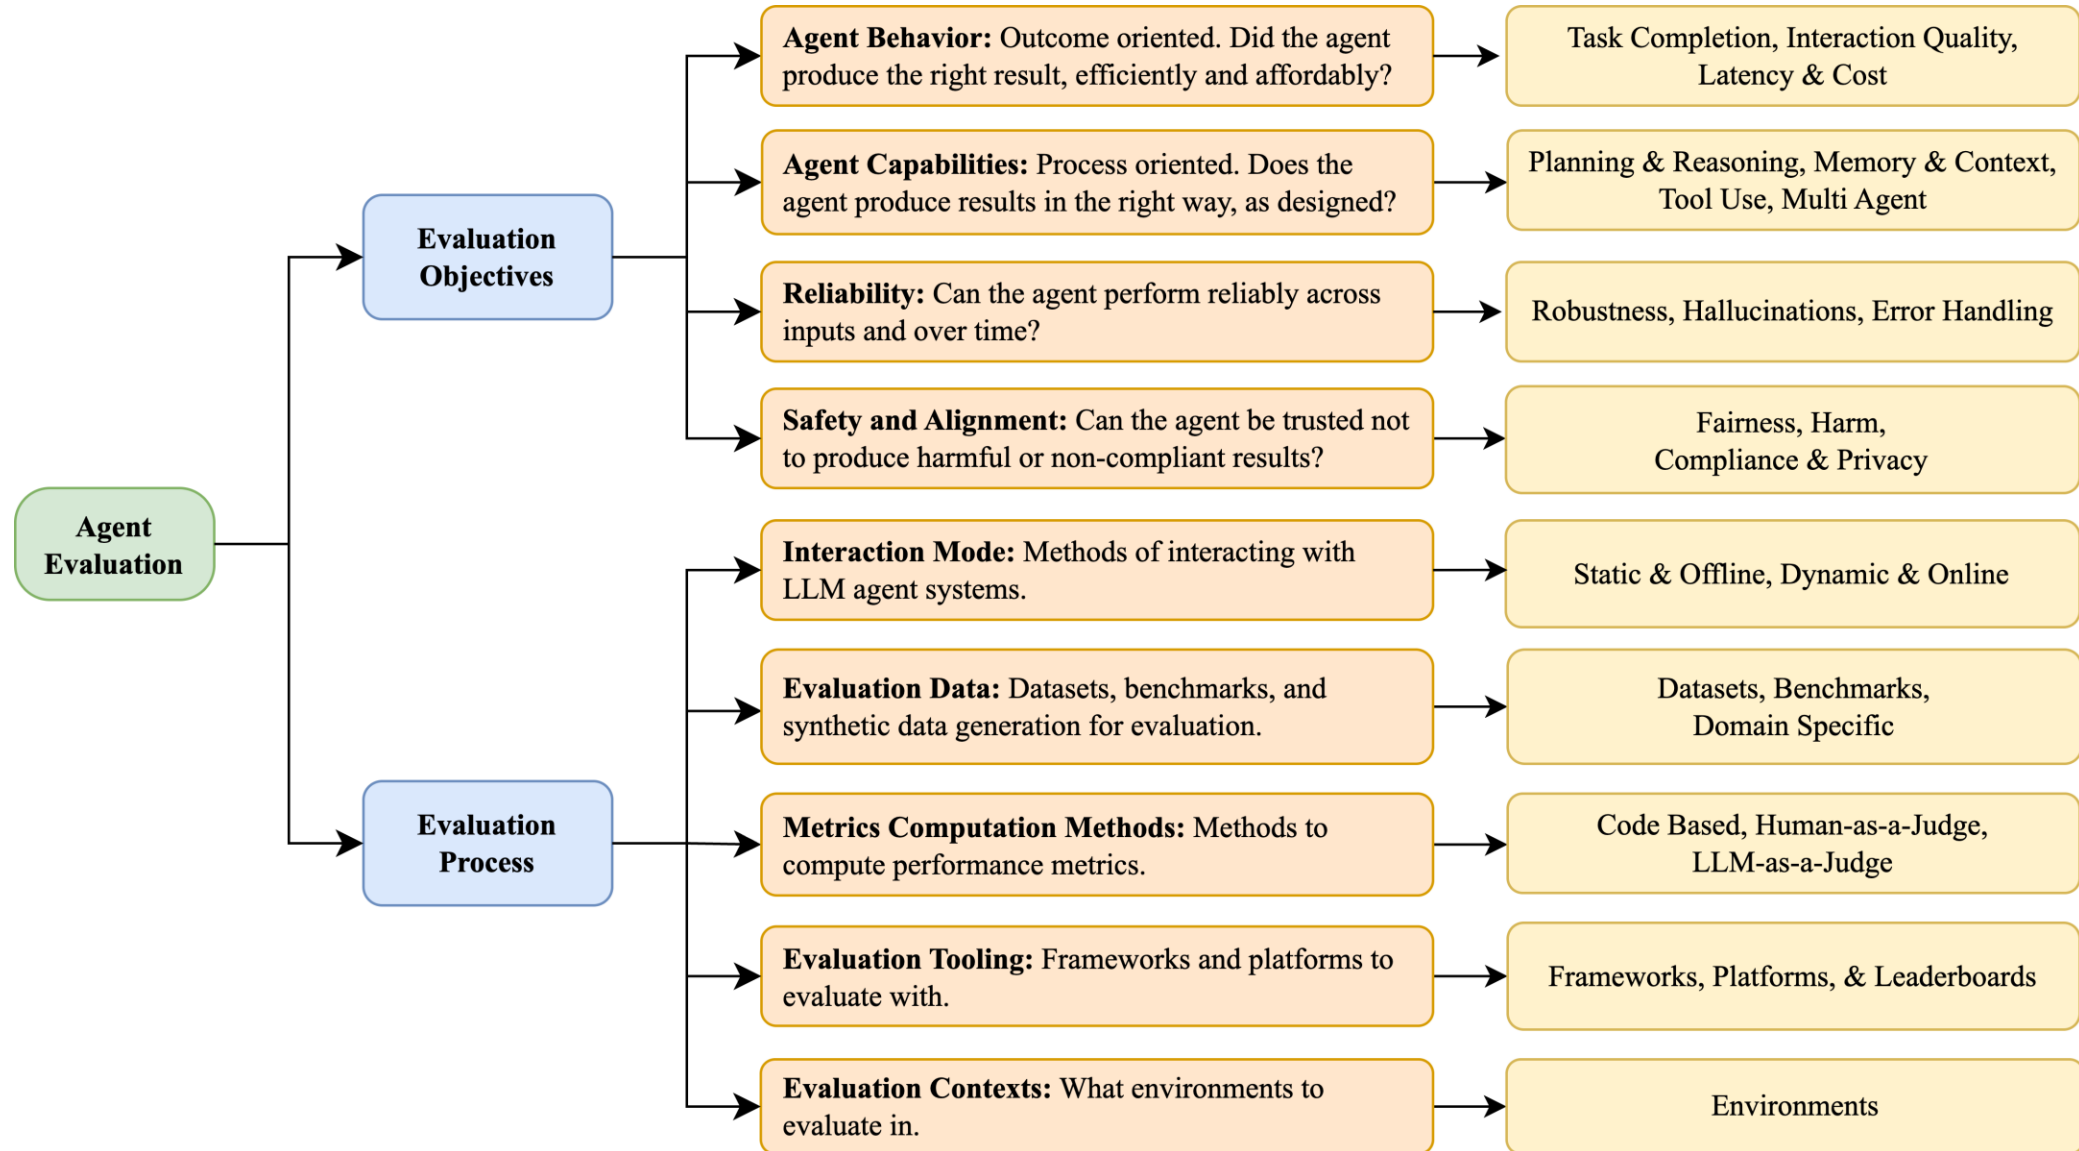 Agent Behavior: Outcome oriented. Did the agent
produce the right result, efficiently and affordably?
Task Completion, Interaction Quality,
Latency & Cost
Agent Capabilities: Process oriented. Does the
agent produce results in the right way, as designed?
Planning & Reasoning, Memory & Context,
Tool Use, Multi Agent
Evaluation
Objectives
Reliability: Can the agent perform reliably across
inputs and over time?
Robustness, Hallucinations, Error Handling
Safety and Alignment: Can the agent be trusted not
to produce harmful or non-compliant results?
Fairness, Harm,
Compliance & Privacy
Agent
Evaluation
Interaction Mode: Methods of interacting with
LLM agent systems.
Static & Offline, Dynamic & Online
Evaluation Data: Datasets, benchmarks, and
synthetic data generation for evaluation.
Datasets, Benchmarks,
Domain Specific
Evaluation
Process
Metrics Computation Methods: Methods to
compute performance metrics.
Code Based, Human-as-a-Judge,
LLM-as-a-Judge
Evaluation Tooling: Frameworks and platforms to
evaluate with.
Frameworks, Platforms, & Leaderboards
Evaluation Contexts: What environments to
evaluate in.
Environments